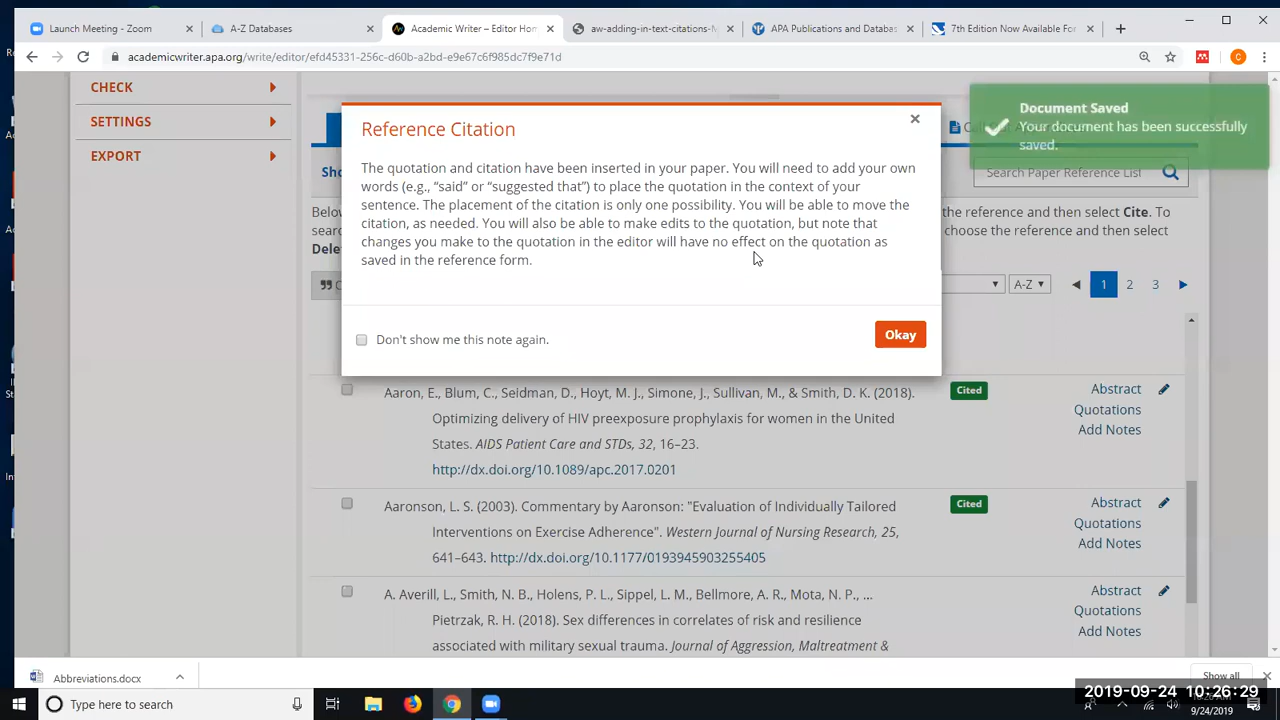 Launch Meeting - Zoom
A-Z Databases
Academic Writer – Editor Hom
aw-adding-in-text-citations-
APA Publications and Databas
7th Edition Now Available For
academicwriter.apa.org/write/editor/efd45331-256c-d60b-a2bd-e9e67c6f985dc7f9e71d
CHECK
SETTINGS
EXPORT
Reference Citation
The quotation and citation have been inserted in your paper. You will need to add your own
words (e.g., “said” or “suggested that”) to place the quotation in the context of your
sentence. The placement of the citation is only one possibility. You will be able to move the
citation, as needed. You will also be able to make edits to the quotation, but note that
changes you make to the quotation in the editor will have no effect on the quotation as
saved in the reference form.
Don't show me this note again.
Okay
Document Saved
Your document has been successfully
saved.
Search Paper Reference List
Below
the reference and then select Cite. To
sear
choose the reference and then select
Dele
A-Z
1 2 3
Aaron, E., Blum, C., Seidman, D., Hoyt, M. J., Simone, J., Sullivan, M., & Smith, D. K. (2018).
Optimizing delivery of HIV preexposure prophylaxis for women in the United
States. AIDS Patient Care and STDs, 32, 16–23.
http://dx.doi.org/10.1089/apc.2017.0201
Cited
Abstract
Quotations
Add Notes
Aaronson, L. S. (2003). Commentary by Aaronson: "Evaluation of Individually Tailored
Interventions on Exercise Adherence". Western Journal of Nursing Research, 25,
641–643. http://dx.doi.org/10.1177/0193945903255405
Cited
Abstract
Quotations
Add Notes
A. Averill, L., Smith, N. B., Holens, P. L., Sippel, L. M., Bellmore, A. R., Mota, N. P., ...
Pietrzak, R. H. (2018). Sex differences in correlates of risk and resilience
associated with military sexual trauma. Journal of Aggression, Maltreatment &
Abstract
Quotations
Add Notes
Abbreviations.docx
Show all
2019-09-24 10:26:29
Type here to search
9/24/2019